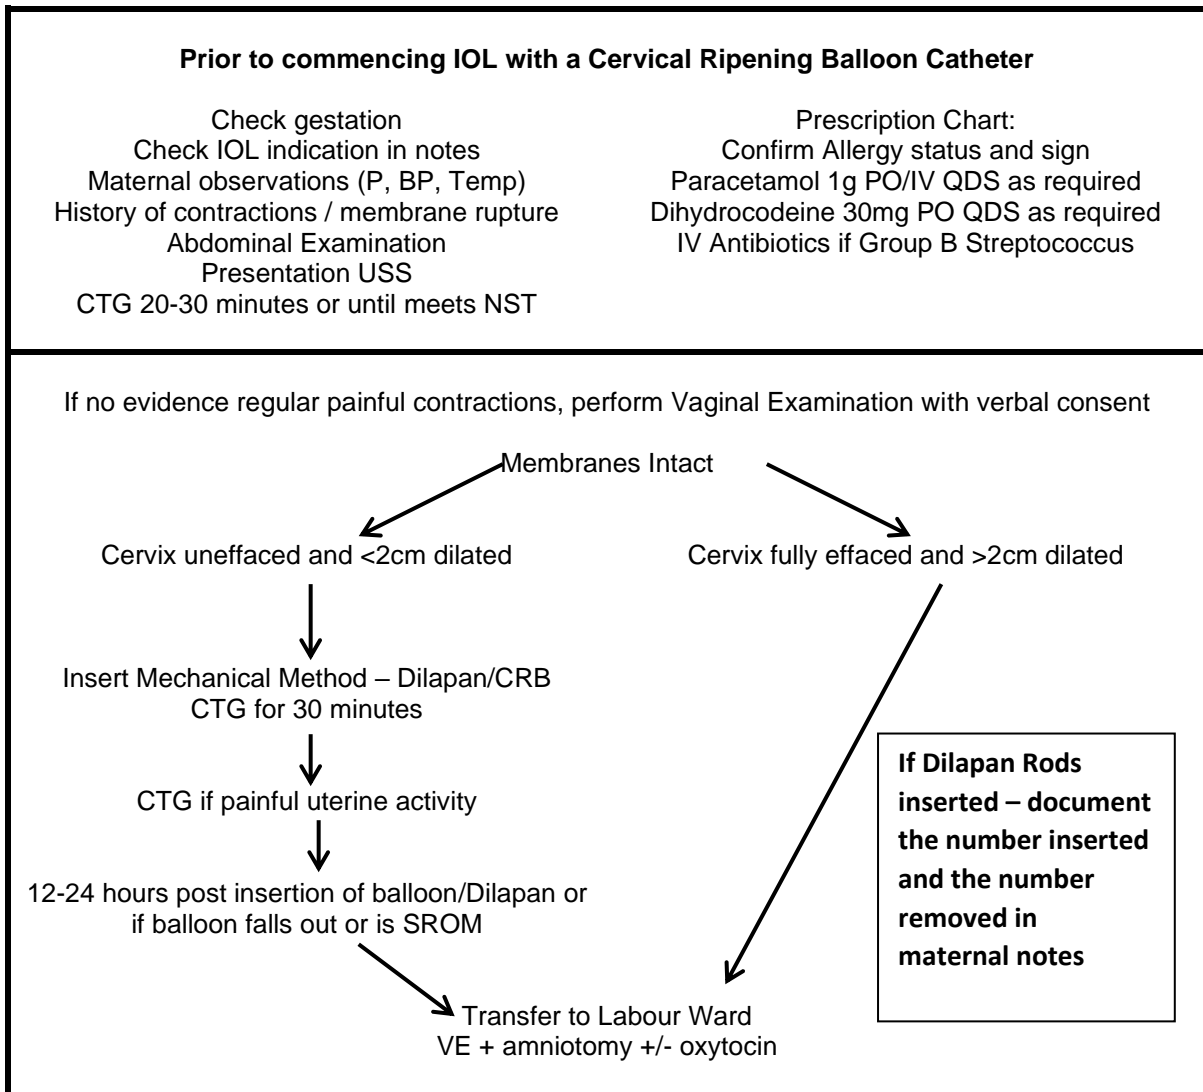 Prior to commencing IOL with a Cervical Ripening Balloon Catheter
Check gestation
Check IOL indication in notes
Maternal observations (P, BP, Temp)
History of contractions / membrane rupture
Abdominal Examination
Presentation USS
CTG 20-30 minutes or until meets NST
Prescription Chart:
Confirm Allergy status and sign
Paracetamol 1g PO/IV QDS as required
Dihydrocodeine 30mg PO QDS as required
IV Antibiotics if Group B Streptococcus
If no evidence regular painful contractions, perform Vaginal Examination with verbal consent
Membranes Intact
Cervix uneffaced and <2cm dilated
Cervix fully effaced and >2cm dilated
Insert Mechanical Method – Dilapan/CRB
CTG for 30 minutes
CTG if painful uterine activity
12-24 hours post insertion of balloon/Dilapan or
if balloon falls out or is SROM
If Dilapan Rods
inserted – document
the number inserted
and the number
removed in
maternal notes
Transfer to Labour Ward
VE + amniotomy +/- oxytocin